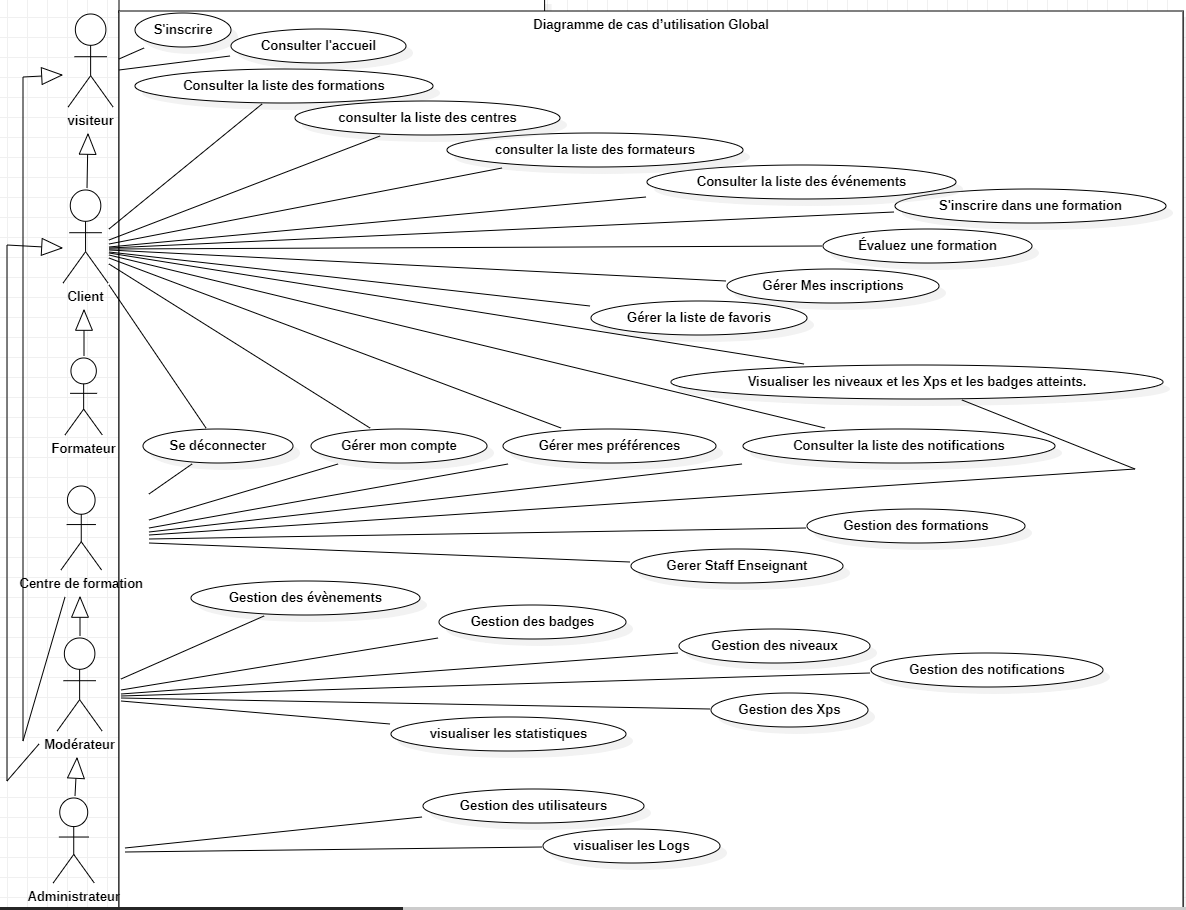 Diagramme de cas d'utilisation Global
S'inscrire
Consulter l'accueil
Consulter la liste des formations
consulter la liste des centres
visiteur
consulter la liste des formateurs
Consulter la liste des événements
S'inscrire dans une formation
Évaluez une formation
Gérer Mes inscriptions
Client
Gérer la liste de favoris
Visualiser les niveaux et les Xps et les badges atteints.
Formateur
Se déconnecter
Gérer mon compte
Gérer mes préférences
Consulter la liste des notifications
Gestion des formations
Gerer Staff Enseignant
Centre de formation
Gestion des évènements
Gestion des badges
Gestion des niveaux
Gestion des notifications
Gestion des Xps
visualiser les statistiques
Modérateur
Gestion des utilisateurs
visualiser les Logs
Administrateur